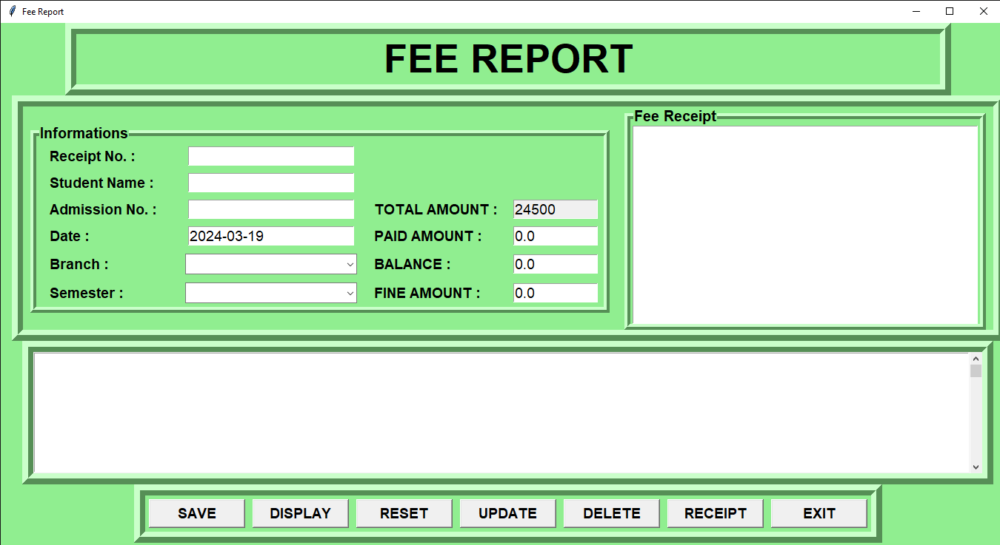 Fee Report
FEE REPORT
Informations
Receipt No. :
Student Name :
Admission No. :
Date : 2024-03-19
Branch :
Semester :
TOTAL AMOUNT : 24500
PAID AMOUNT : 0.0
BALANCE : 0.0
FINE AMOUNT : 0.0
Fee Receipt
SAVE DISPLAY RESET UPDATE DELETE RECEIPT EXIT